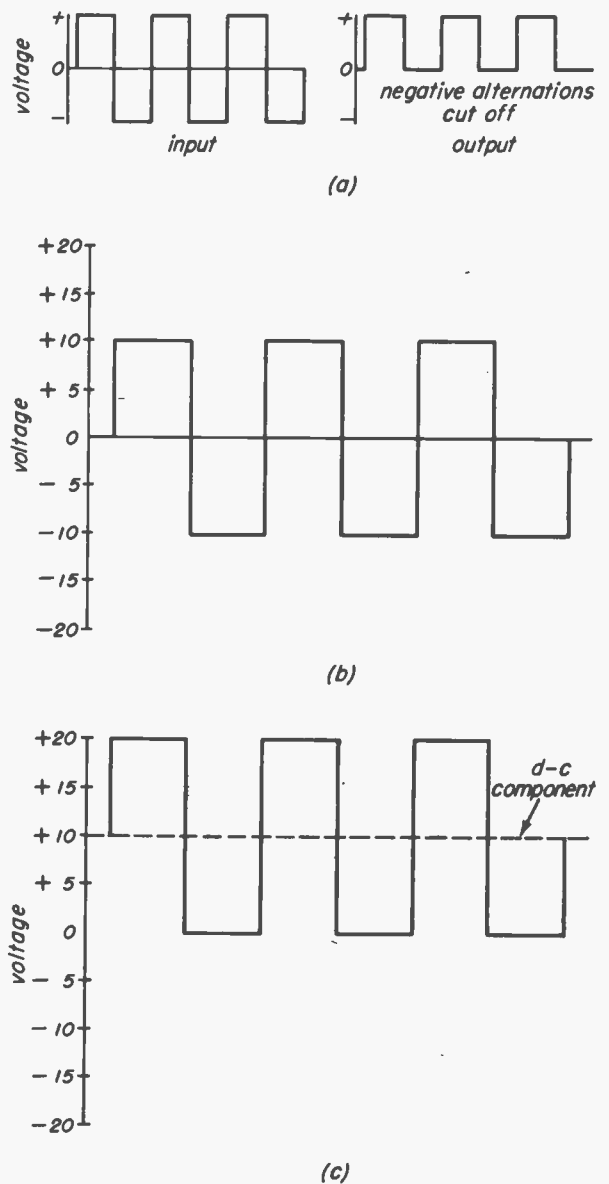 voltage
+
0
−
input
+
0
−
negative alternations
cut off
output
(a)
voltage
+20
+15
+10
+ 5
0
− 5
−10
−15
−20
(b)
voltage
+20
+15
+10
+ 5
0
− 5
−10
−15
−20
d-c
component
(c)